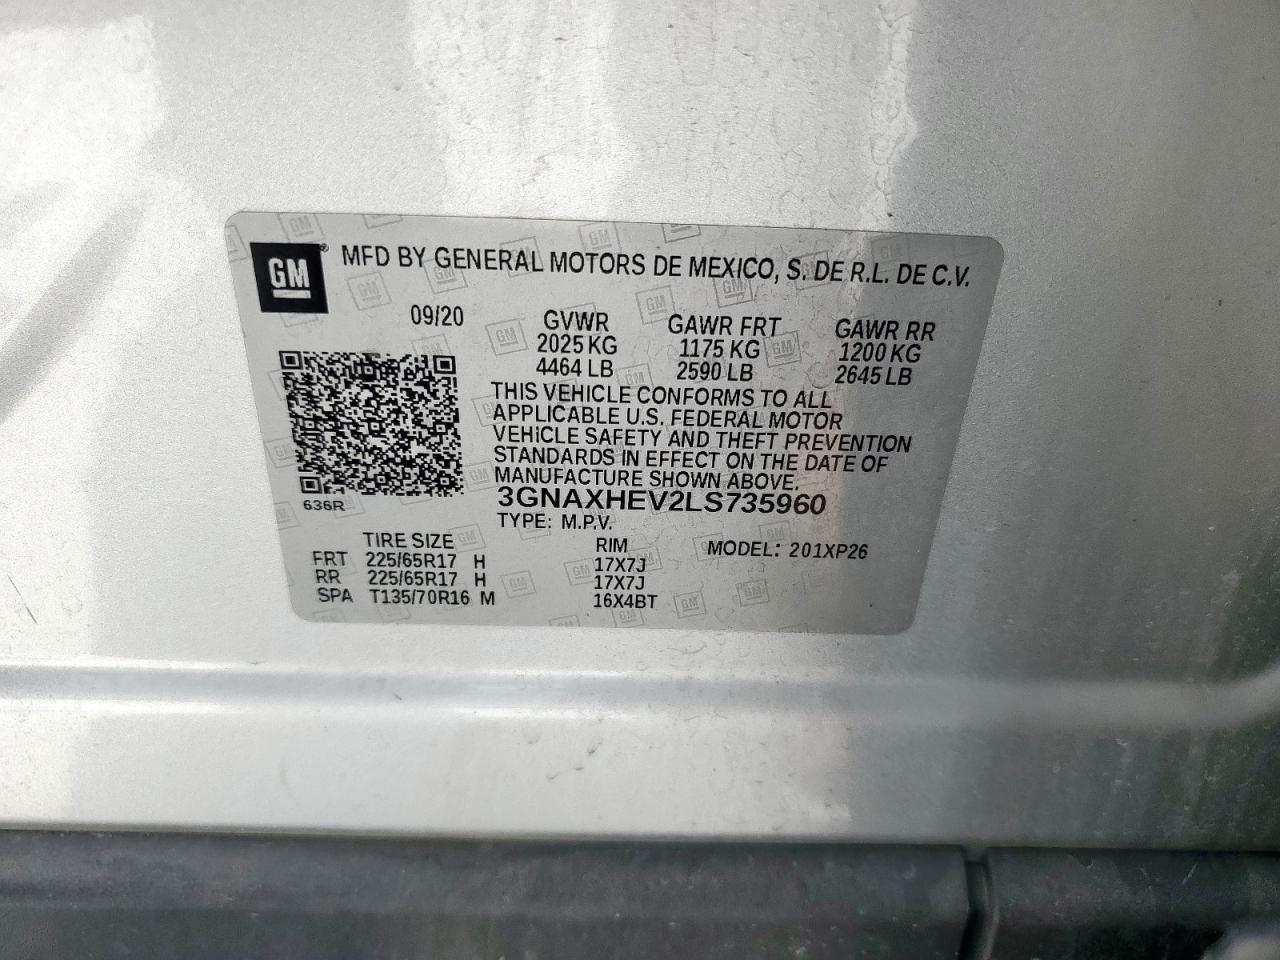 GM® MFD BY GENERAL MOTORS DE MEXICO, S. DE R.L. DE C.V.
09/20 GVWR GAWR FRT GAWR RR
2025 KG 1175 KG 1200 KG
4464 LB 2590 LB 2645 LB
THIS VEHICLE CONFORMS TO ALL
APPLICABLE U.S. FEDERAL MOTOR
VEHICLE SAFETY AND THEFT PREVENTION
STANDARDS IN EFFECT ON THE DATE OF
MANUFACTURE SHOWN ABOVE.
636R 3GNAXHEV2LS735960
TYPE: M.P.V.
TIRE SIZE RIM MODEL: 201XP26
FRT 225/65R17 H 17X7J
RR 225/65R17 H 17X7J
SPA T135/70R16 M 16X4BT